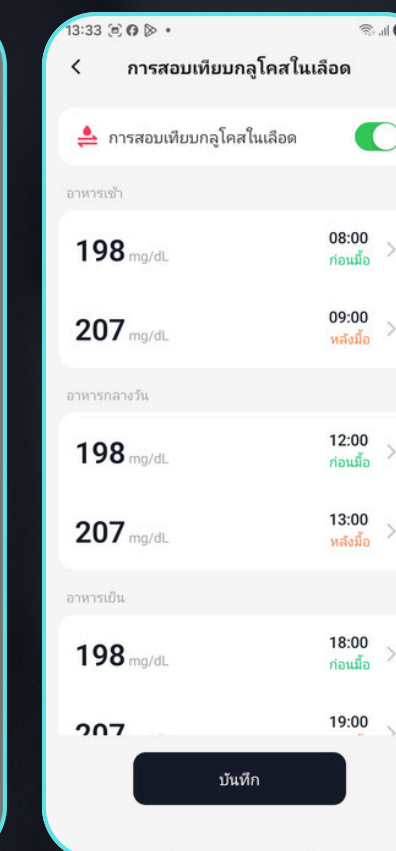 13:33
การสอบเทียบกลูโคสในเลือด
การสอบเทียบกลูโคสในเลือด
อาหารเช้า
198 mg/dL 08:00
ก่อนมื้อ
207 mg/dL 09:00
หลังมื้อ
อาหารกลางวัน
198 mg/dL 12:00
ก่อนมื้อ
207 mg/dL 13:00
หลังมื้อ
อาหารเย็น
198 mg/dL 18:00
ก่อนมื้อ
207 19:00
บันทึก